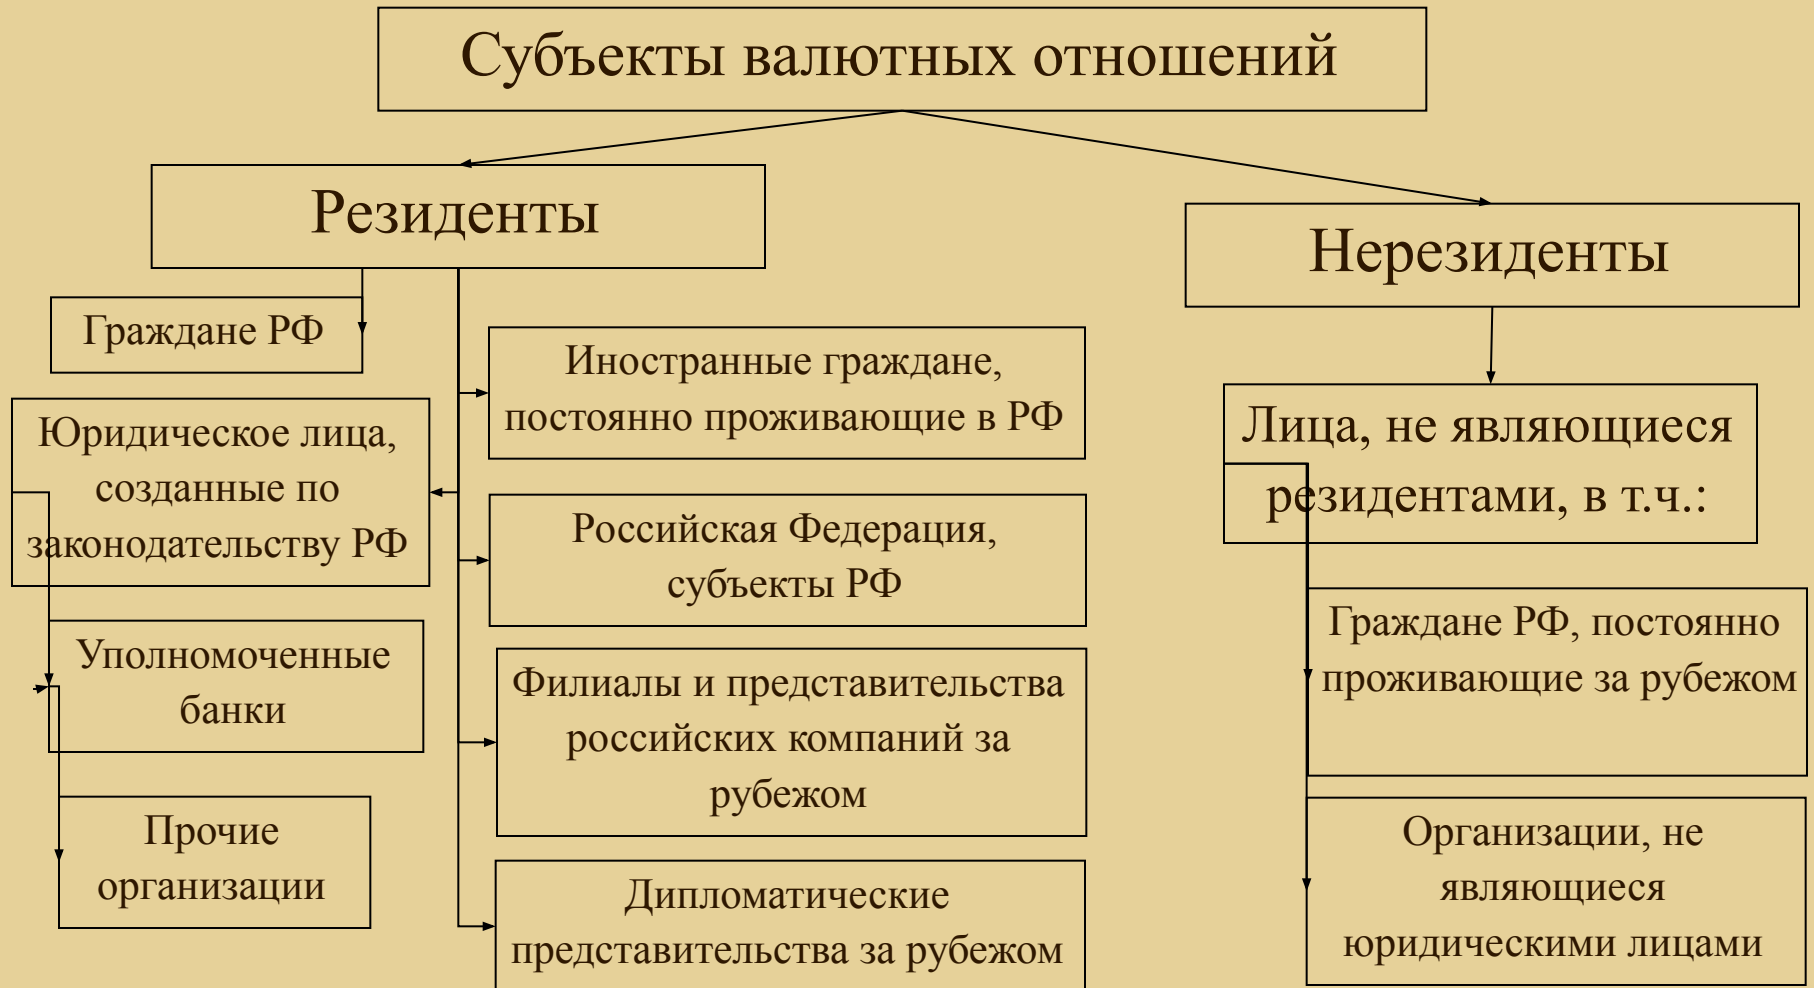 Субъекты валютных отношений
Резиденты
Нерезиденты
Граждане РФ
Юридическое лица,
созданные по
законодательству РФ
Уполномоченные
банки
Прочие
организации
Иностранные граждане,
постоянно проживающие в РФ
Российская Федерация,
субъекты РФ
Филиалы и представительства
российских компаний за
рубежом
Дипломатические
представительства за рубежом
Лица, не являющиеся
резидентами, в т.ч.:
Граждане РФ, постоянно
проживающие за рубежом
Организации, не
являющиеся
юридическими лицами